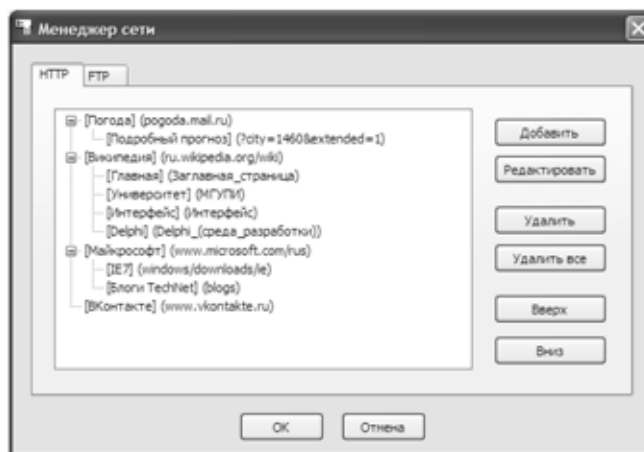 Менеджер сети
HTTP FTP
[Погода] (pogoda.mail.ru)
[Подробный прогноз] (?city=1460&extended=1)
[Википедия] (ru.wikipedia.org/wiki)
[Главная] (Заглавная_страница)
[Университет] (МГУПИ)
[Интерфейс] (Интерфейс)
[Delphi] (Delphi_(среда_разработки))
[Майкрософт] (www.microsoft.com/rus)
[IE7] (windows/downloads/ie)
[Блоги TechNet] (blogs)
[ВКонтакте] (www.vkontakte.ru)
Добавить
Редактировать
Удалить
Удалить все
Вверх
Вниз
OK Отмена